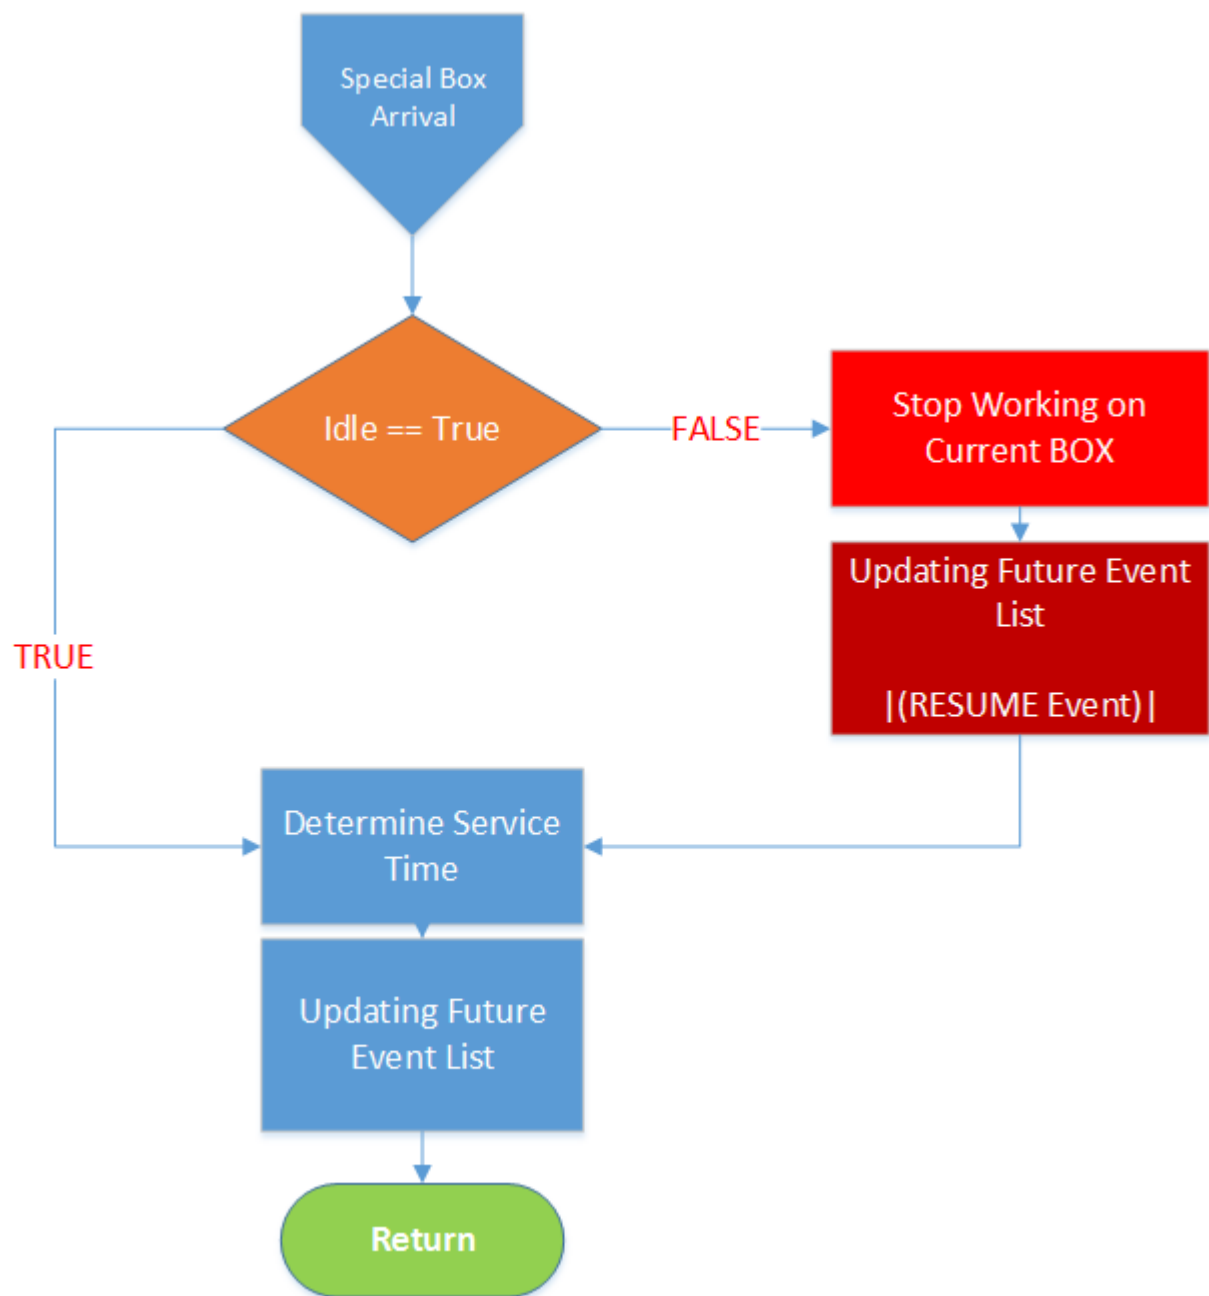 Special Box
Arrival
Idle == True
FALSE
Stop Working on
Current BOX
Updating Future Event
List
|(RESUME Event)|
TRUE
Determine Service
Time
Updating Future
Event List
Return